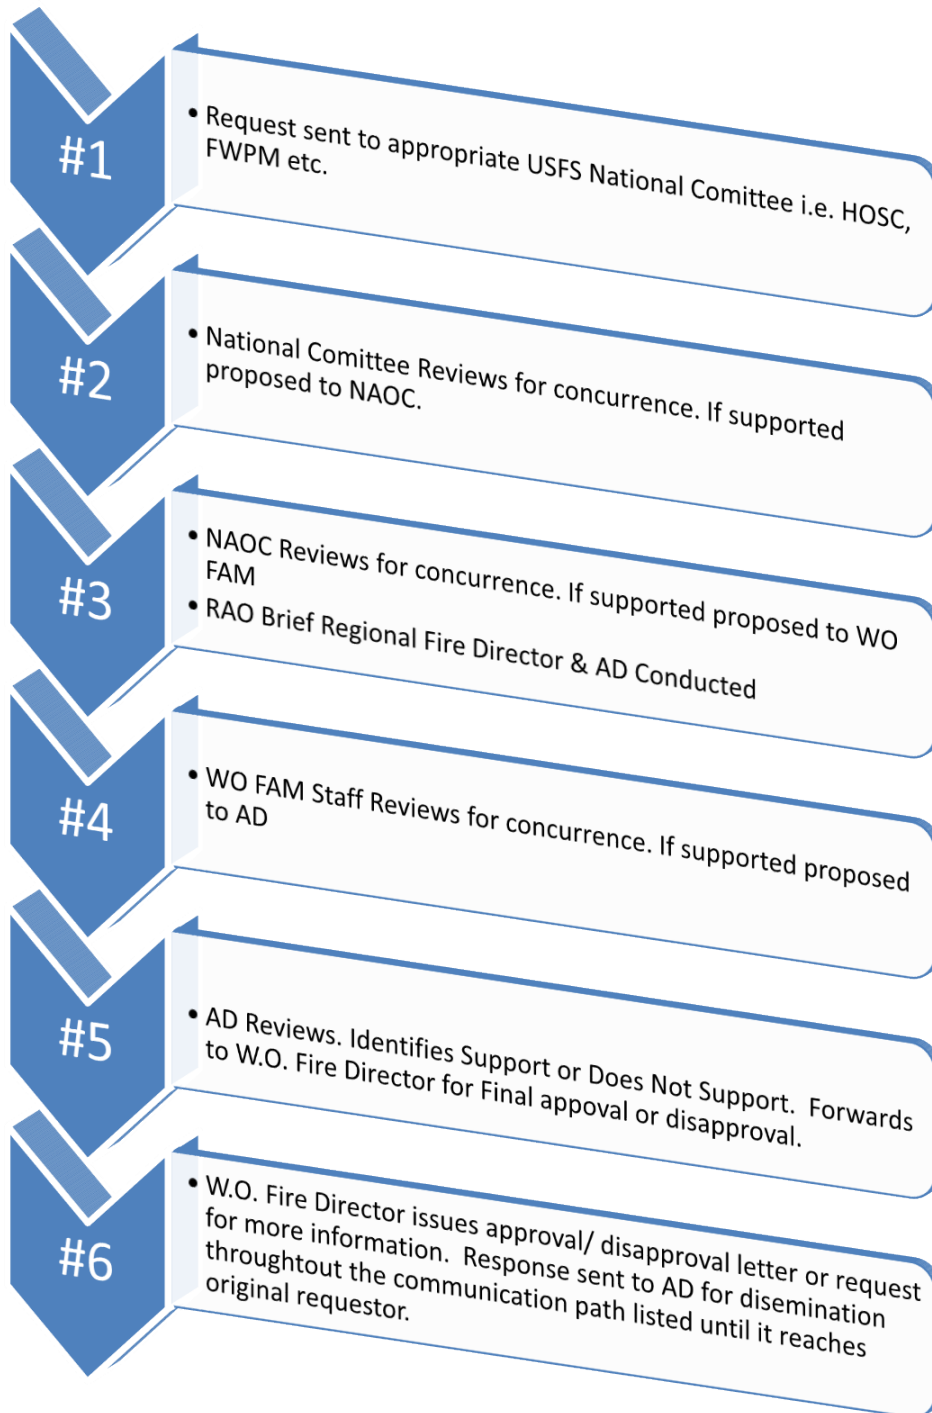 #1
• Request sent to appropriate USFS National Comittee i.e. HOSC,
FWPM etc.
#2
• National Comittee Reviews for concurrence. If supported
proposed to NAOC.
#3
• NAOC Reviews for concurrence. If supported proposed to WO
FAM
• RAO Brief Regional Fire Director & AD Conducted
#4
• WO FAM Staff Reviews for concurrence. If supported proposed
to AD
#5
• AD Reviews. Identifies Support or Does Not Support.  Forwards
to W.O. Fire Director for Final appoval or disapproval.
#6
• W.O. Fire Director issues approval/ disapproval letter or request
for more information.  Response sent to AD for disemination
throughtout the communication path listed until it reaches
original requestor.